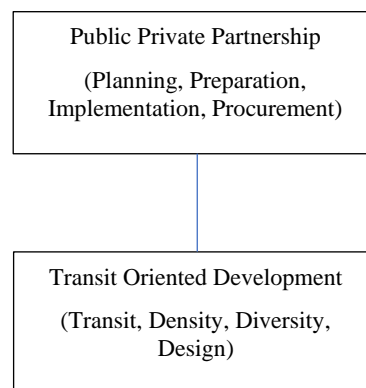 Public Private Partnership
(Planning, Preparation,
Implementation, Procurement)
Transit Oriented Development
(Transit, Density, Diversity,
Design)